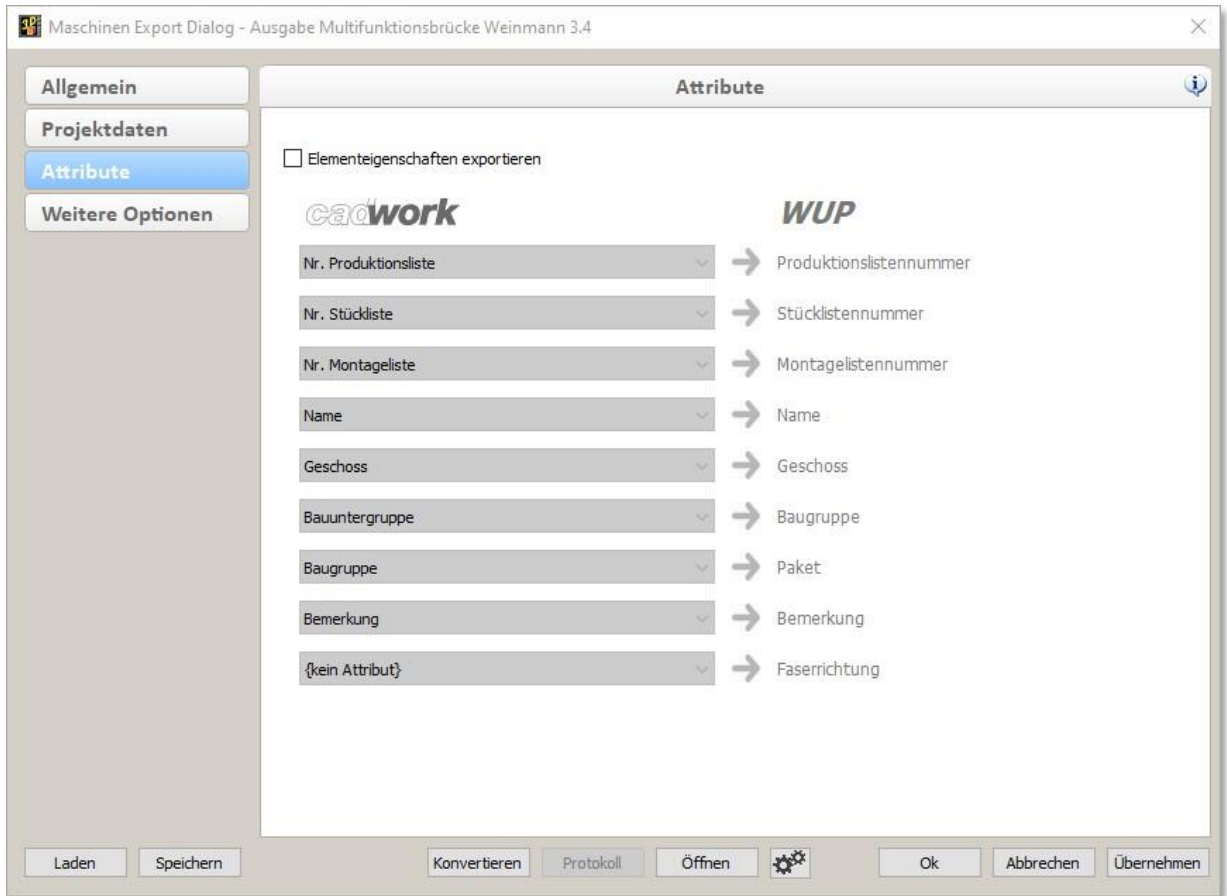 Maschinen Export Dialog - Ausgabe Multifunktionsbrücke Weinmann 3.4
Allgemein
Projektdaten
Attribute
Weitere Optionen
Attribute
Elementeigenschaften exportieren
cadwork WUP
Nr. Produktionsliste Produktionslistennummer
Nr. Stückliste Stücklistennummer
Nr. Montageliste Montagelistennummer
Name Name
Geschoss Geschoss
Bauuntergruppe Baugruppe
Baugruppe Paket
Bemerkung Bemerkung
{kein Attribut} Faserrichtung
Laden Speichern Konvertieren Protokoll Öffnen Ok Abbrechen Übernehmen